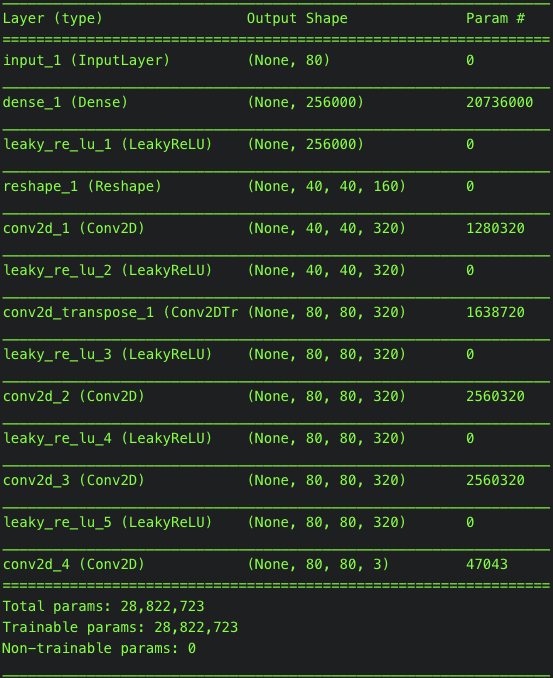 Layer (type) Output Shape Param #
input_1 (InputLayer) (None, 80) 0
dense_1 (Dense) (None, 256000) 20736000
leaky_re_lu_1 (LeakyReLU) (None, 256000) 0
reshape_1 (Reshape) (None, 40, 40, 160) 0
conv2d_1 (Conv2D) (None, 40, 40, 320) 1280320
leaky_re_lu_2 (LeakyReLU) (None, 40, 40, 320) 0
conv2d_transpose_1 (Conv2DTr (None, 80, 80, 320) 1638720
leaky_re_lu_3 (LeakyReLU) (None, 80, 80, 320) 0
conv2d_2 (Conv2D) (None, 80, 80, 320) 2560320
leaky_re_lu_4 (LeakyReLU) (None, 80, 80, 320) 0
conv2d_3 (Conv2D) (None, 80, 80, 320) 2560320
leaky_re_lu_5 (LeakyReLU) (None, 80, 80, 320) 0
conv2d_4 (Conv2D) (None, 80, 80, 3) 47043
Total params: 28,822,723
Trainable params: 28,822,723
Non-trainable params: 0